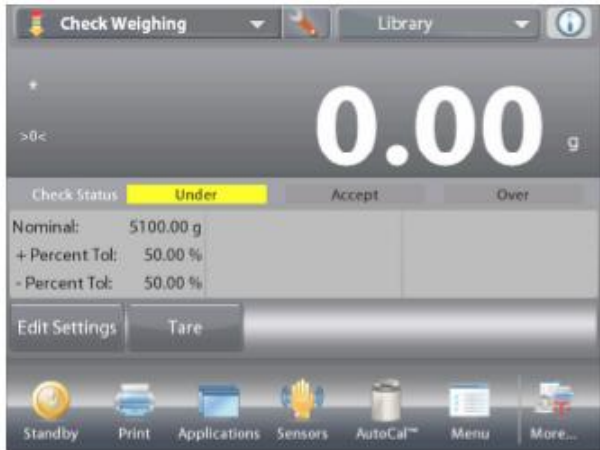 Check Weighing
Library
*
>0<
0.00 g
Check Status Under Accept Over
Nominal: 5100.00 g
+ Percent Tol: 50.00 %
- Percent Tol: 50.00 %
Edit Settings Tare
Standby Print Applications Sensors AutoCal™ Menu More...